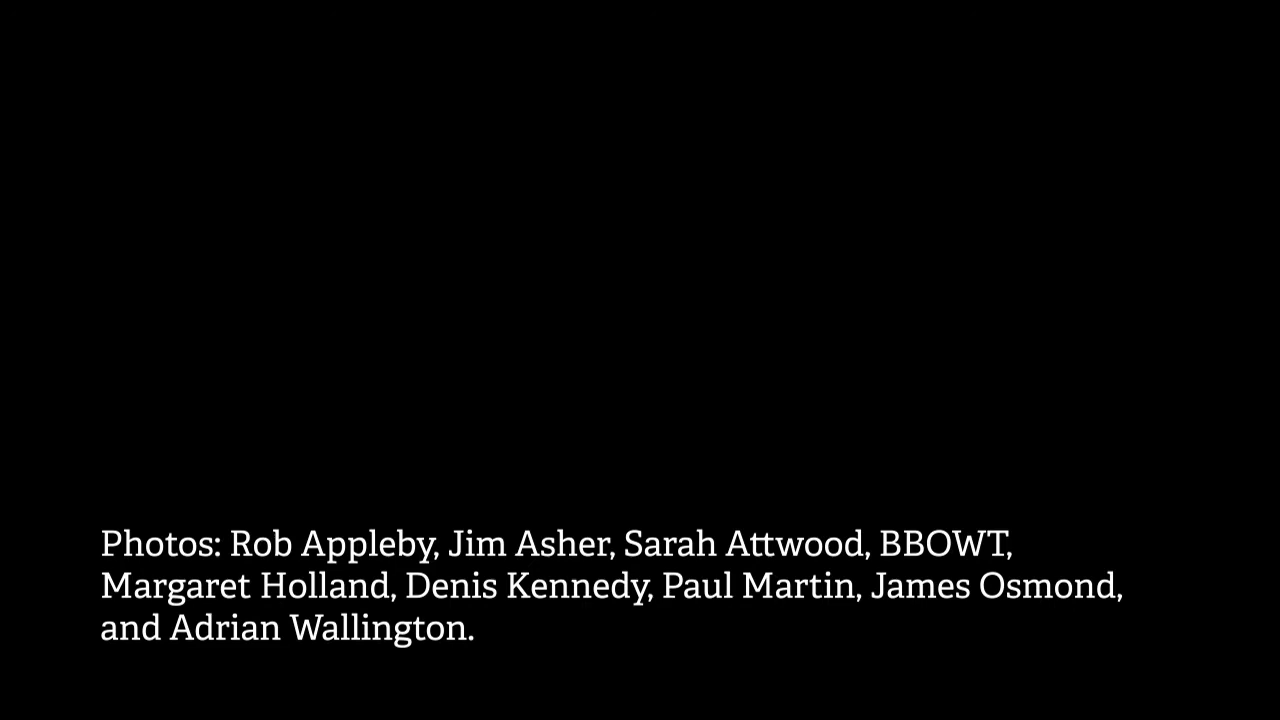 Photos: Rob Appleby, Jim Asher, Sarah Attwood, BBOWT,
Margaret Holland, Denis Kennedy, Paul Martin, James Osmond,
and Adrian Wallington.